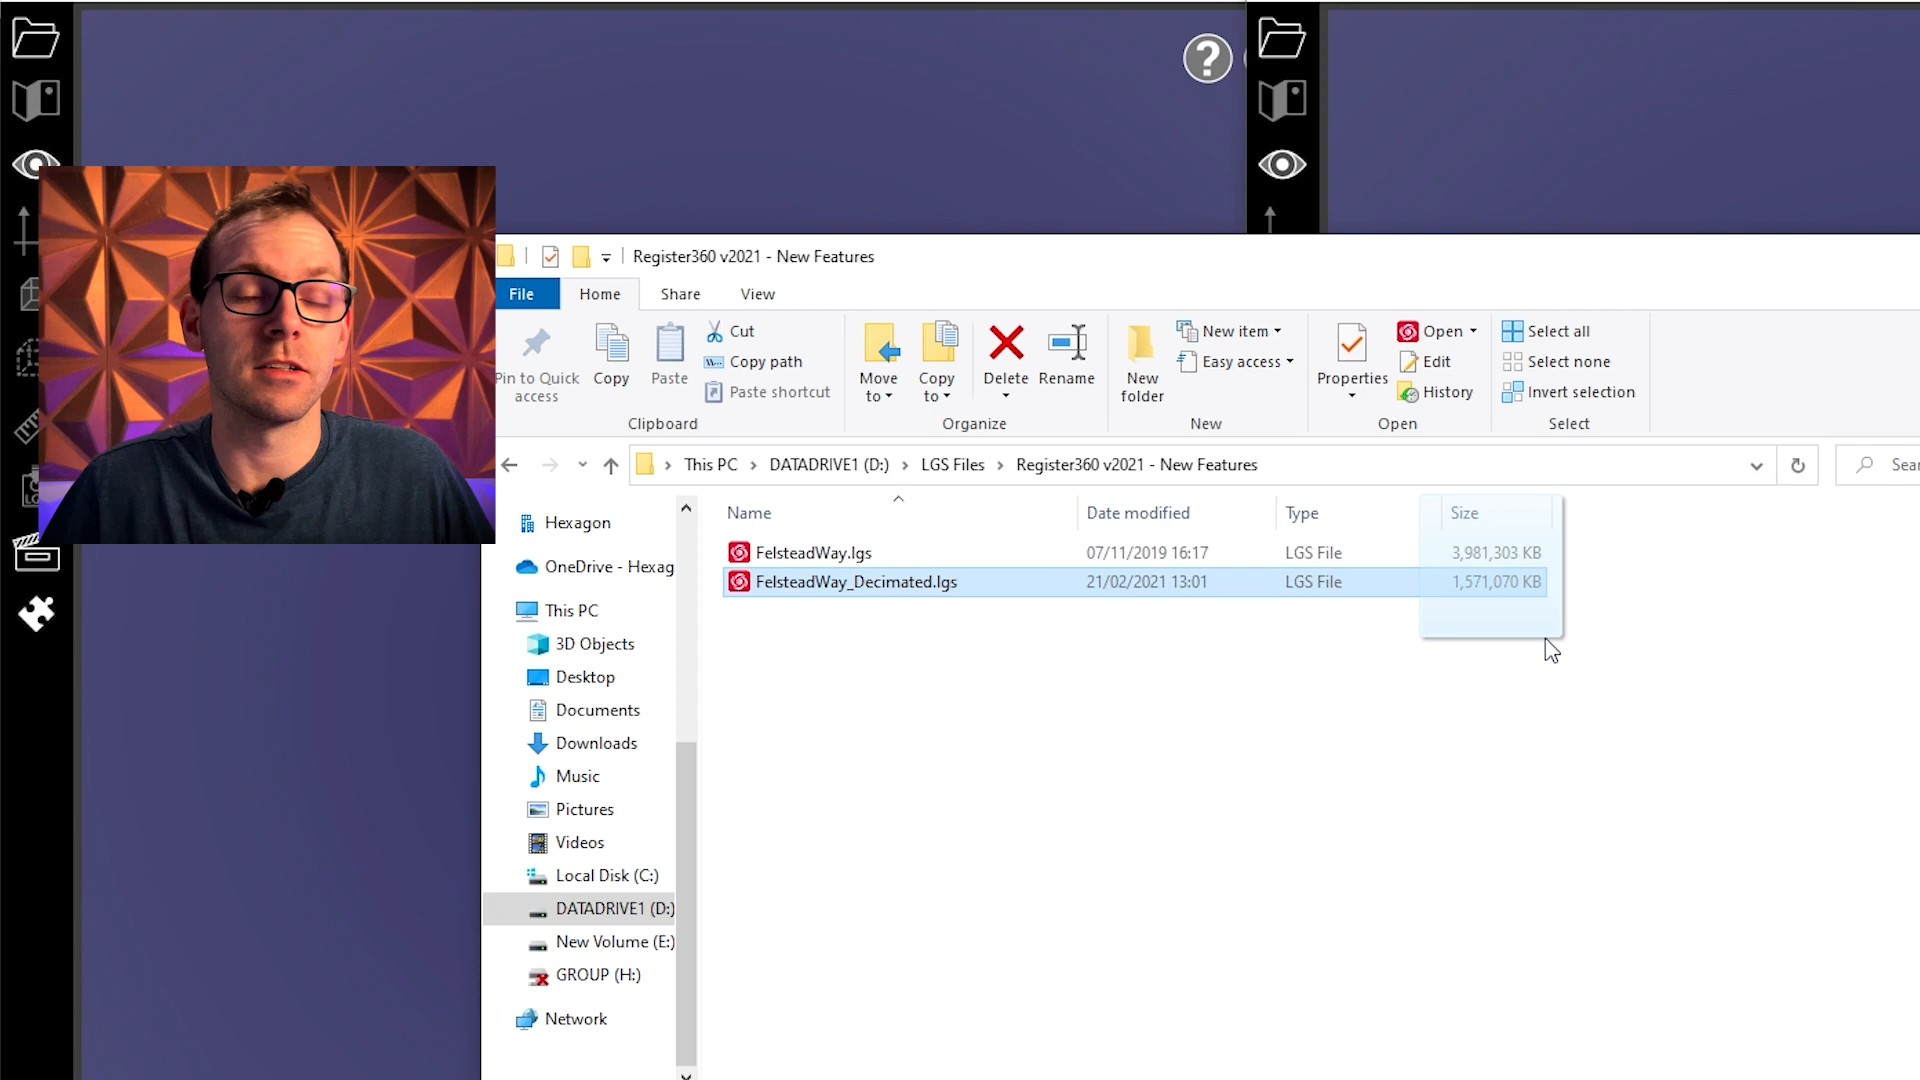 ?
Register360 v2021 - New Features
File Home Share View
Pin to Quick access
Copy
Paste
Cut
Copy path
Paste shortcut
Move to
Copy to
Delete
Rename
New folder
New item
Easy access
Properties
Open
Edit
History
Select all
Select none
Invert selection
Clipboard Organize New Open Select
This PC > DATADRIVE1 (D:) > LGS Files > Register360 v2021 - New Features
Name Date modified Type Size
FelsteadWay.lgs 07/11/2019 16:17 LGS File 3,981,303 KB
FelsteadWay_Decimated.lgs 21/02/2021 13:01 LGS File 1,571,070 KB
Hexagon
OneDrive - Hexag
This PC
3D Objects
Desktop
Documents
Downloads
Music
Pictures
Videos
Local Disk (C:)
DATADRIVE1 (D:)
New Volume (E:)
GROUP (H:)
Network